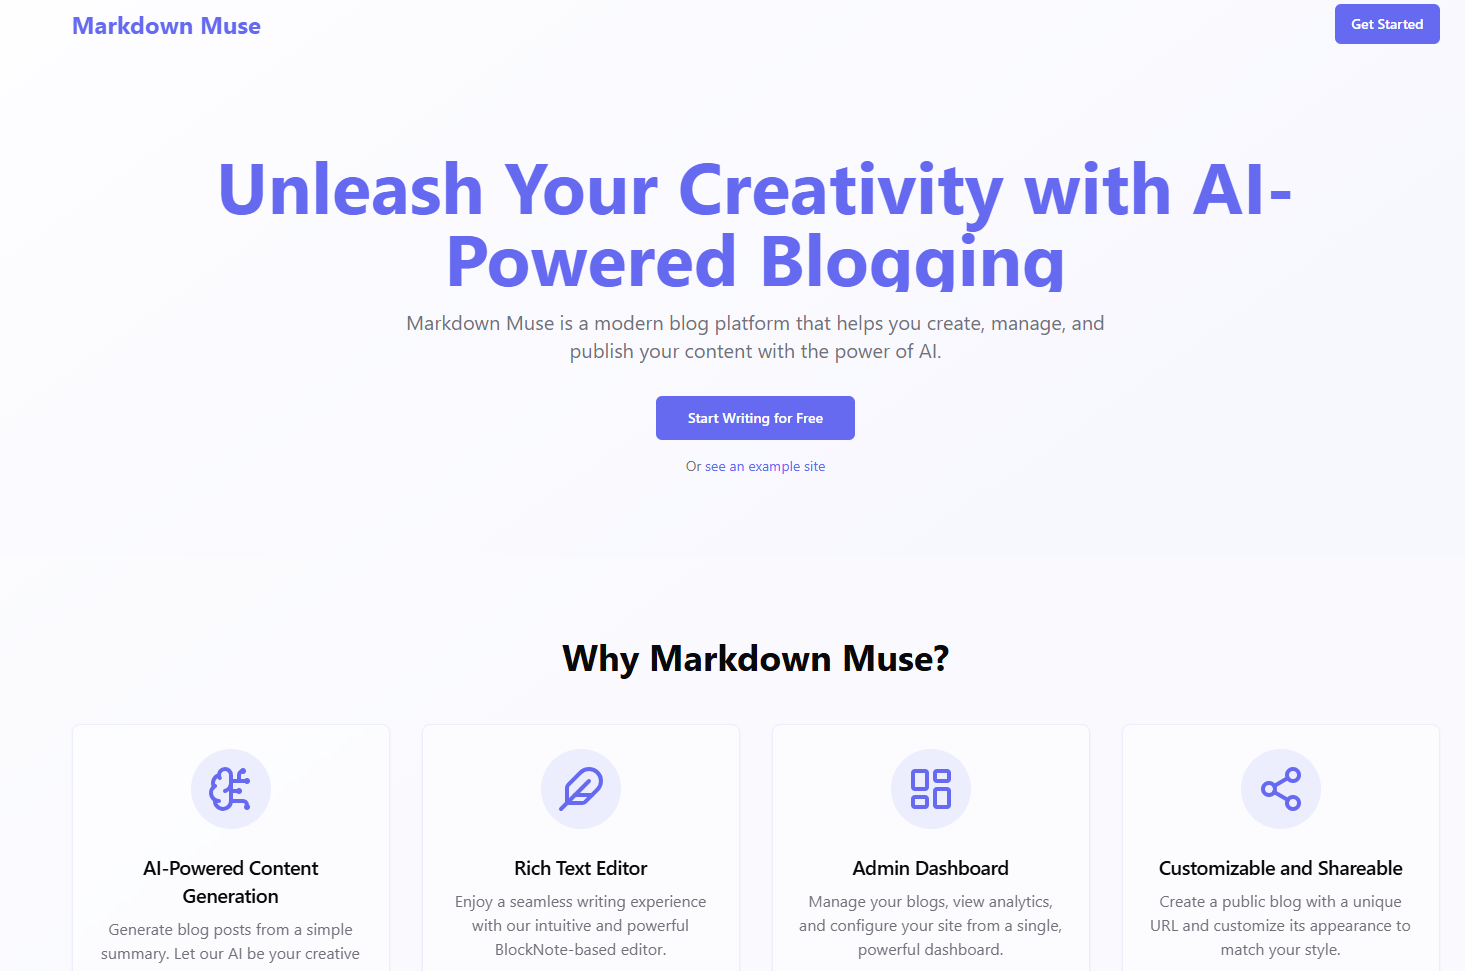 Markdown Muse
Get Started
Unleash Your Creativity with AI-
Powered Blogging
Markdown Muse is a modern blog platform that helps you create, manage, and
publish your content with the power of AI.
Start Writing for Free
Or see an example site
Why Markdown Muse?
AI-Powered Content
Generation
Generate blog posts from a simple
summary. Let our AI be your creative
Rich Text Editor
Enjoy a seamless writing experience
with our intuitive and powerful
BlockNote-based editor.
Admin Dashboard
Manage your blogs, view analytics,
and configure your site from a single,
powerful dashboard.
Customizable and Shareable
Create a public blog with a unique
URL and customize its appearance to
match your style.